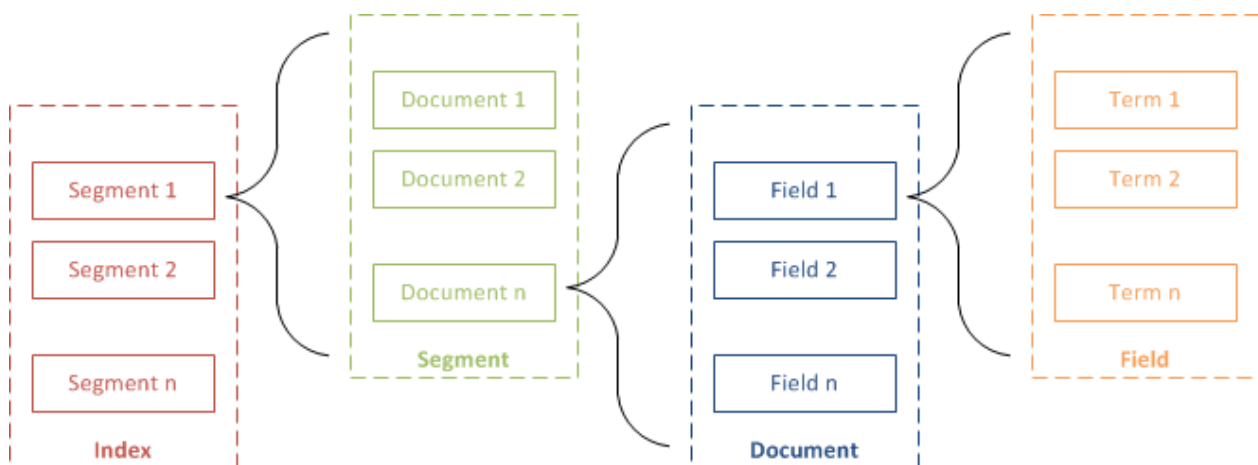 Segment 1
Segment 2
Segment n
Index
Document 1
Document 2
Document n
Segment
Field 1
Field 2
Field n
Document
Term 1
Term 2
Term n
Field